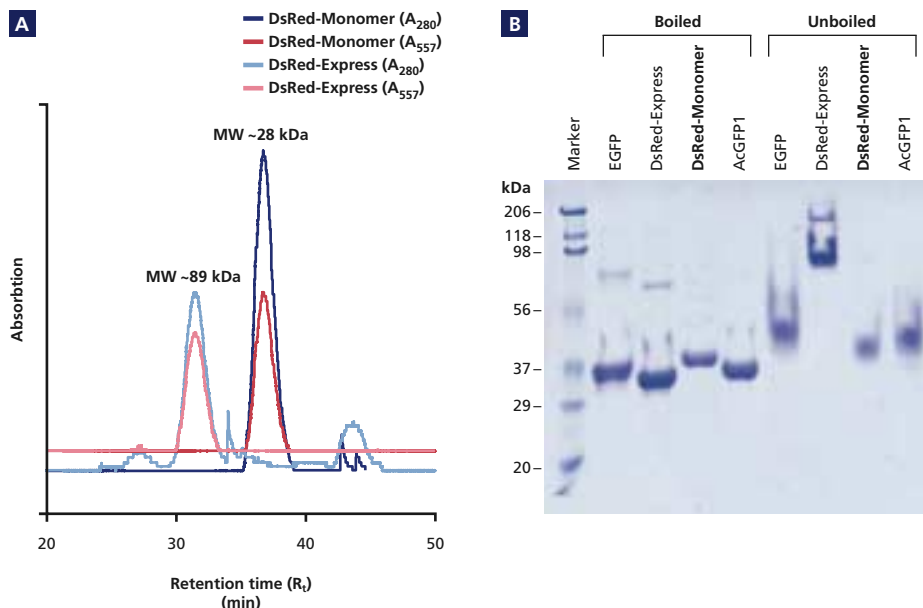 A
DsRed-Monomer (A280)
DsRed-Monomer (A557)
DsRed-Express (A280)
DsRed-Express (A557)
MW ~28 kDa
MW ~89 kDa
Absorbtion
20
30
40
50
Retention time (Rt)
(min)
B
Boiled
Unboiled
Marker
EGFP
DsRed-Express
DsRed-Monomer
AcGFP1
EGFP
DsRed-Express
DsRed-Monomer
AcGFP1
kDa
206 –
118 –
98 –
56 –
37 –
29 –
20 –